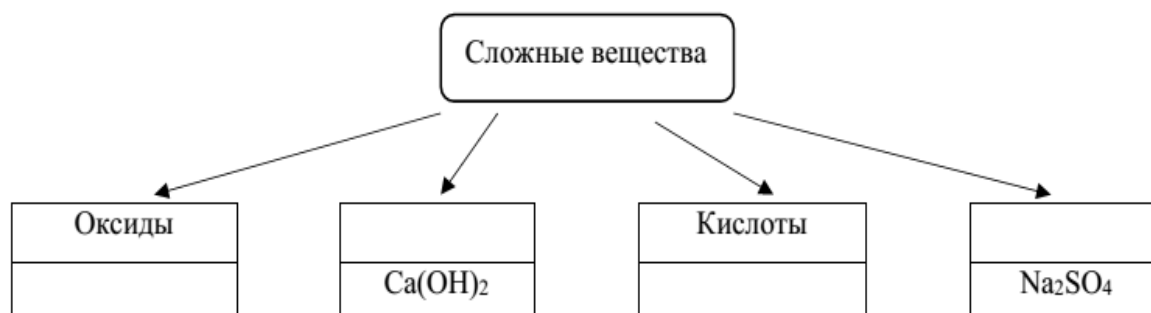 Сложные вещества
Оксиды
Кислоты
Ca(OH)₂
Na₂SO₄